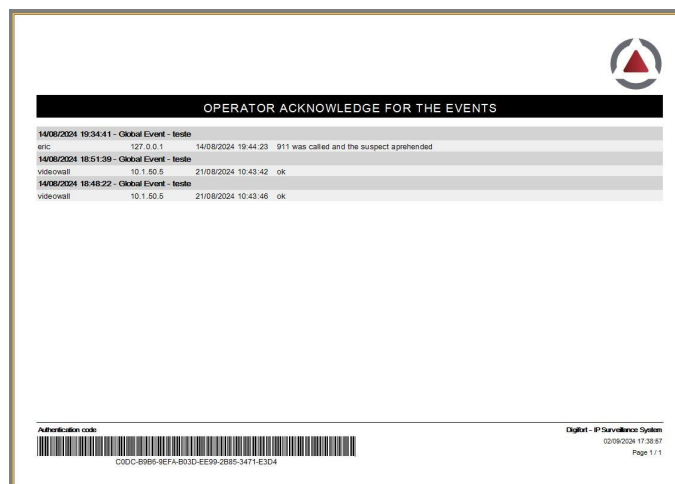 OPERATOR ACKNOWLEDGE FOR THE EVENTS
14/08/2024 19:34:41 - Global Event - teste
eric 127.0.0.1 14/08/2024 19:44:23 911 was called and the suspect aprehended
14/08/2024 18:51:39 - Global Event - teste
videowall 10.1.50.5 21/08/2024 10:43:42 ok
14/08/2024 18:48:22 - Global Event - teste
videowall 10.1.50.5 21/08/2024 10:43:46 ok
Authentication code
Digifort - IP Surveillance System
02/09/2024 17:38:57
Page 1 / 1
C0DC-B9B6-9EFA-B03D-EE99-2B85-3471-E3D4